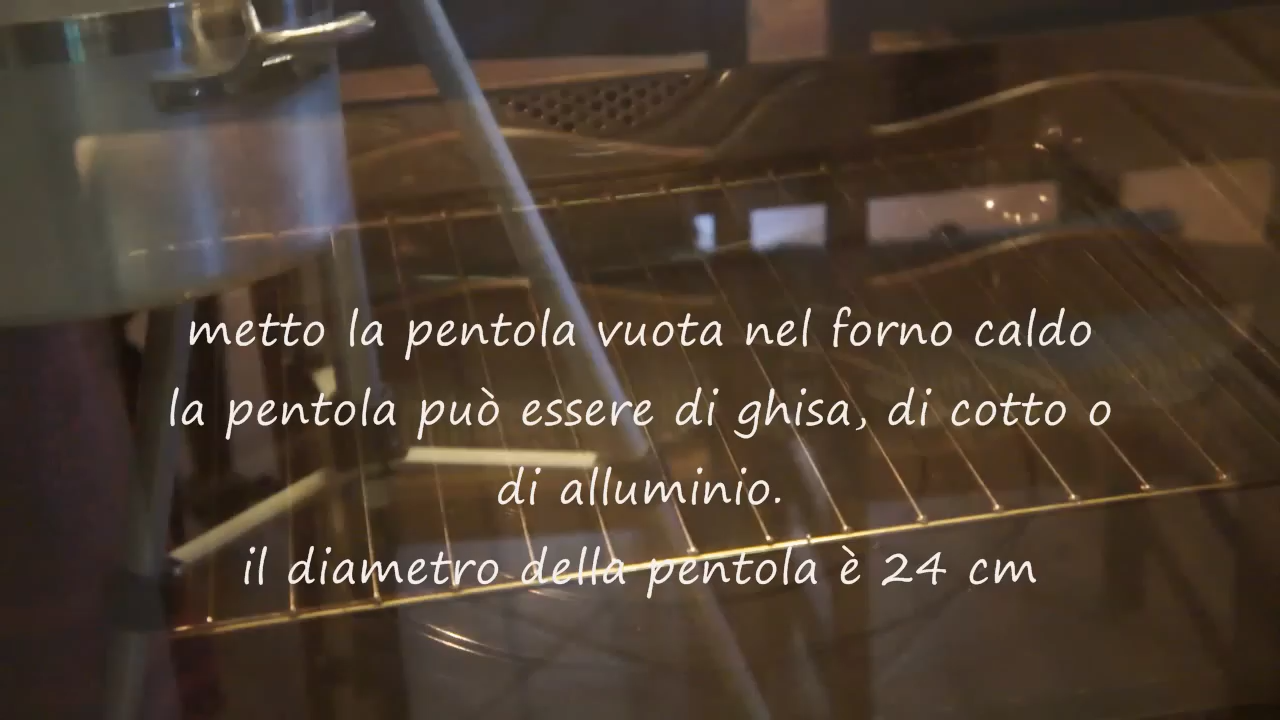 metto la pentola vuota nel forno caldo
la pentola può essere di ghisa, di cotto o
di alluminio.
il diametro della pentola è 24 cm